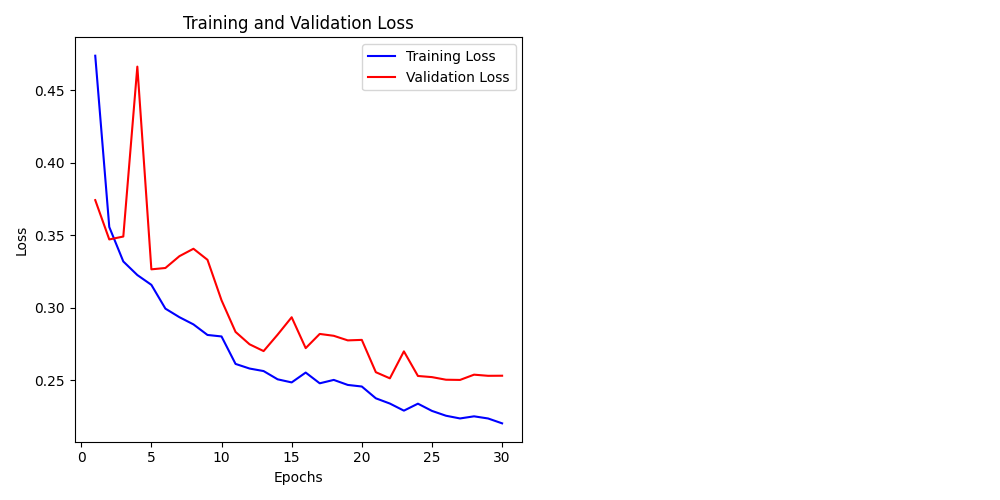 Training and Validation Loss
Training Loss
Validation Loss
0.45
0.40
0.35
0.30
0.25
Loss
0 5 10 15 20 25 30
Epochs